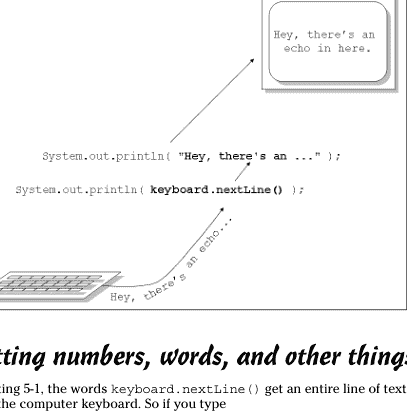 Hey, there's an
echo in here.
System.out.println( "Hey, there's an ..." );
System.out.println( keyboard.nextLine() );
Hey, there's an echo...
tting numbers, words, and other things
ting 5-1, the words keyboard.nextLine() get an entire line of text
the computer keyboard. So if you type